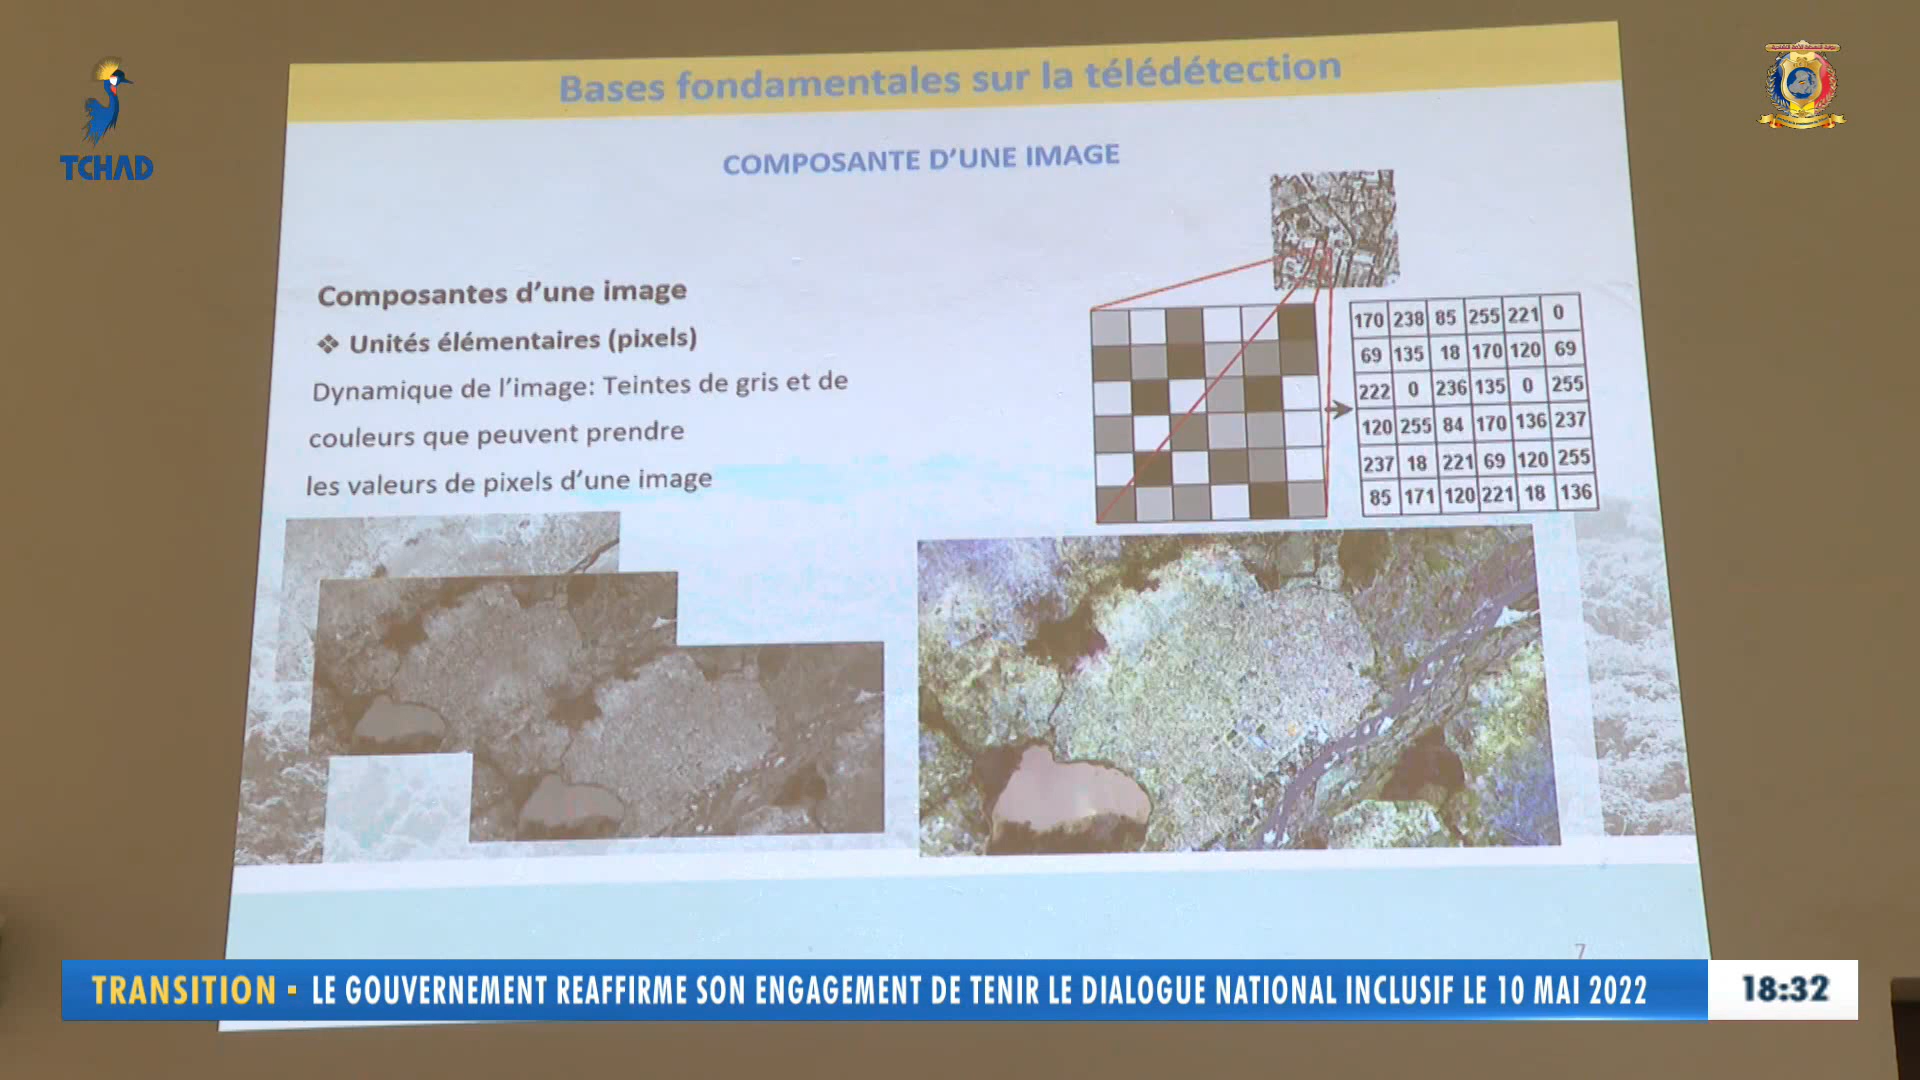 Bases fondamentales sur la télédétection
TCHAD
COMPOSANTE D'UNE IMAGE
Composantes d'une image
❖ Unités élémentaires (pixels)
Dynamique de l'image: Teintes de gris et de
couleurs que peuvent prendre
les valeurs de pixels d'une image
170 238 85 255 221 0
69 135 18 170 120 69
222 0 236 135 0 255
120 255 84 170 136 237
237 18 221 69 120 255
85 171 120 221 18 136
7
TRANSITION - LE GOUVERNEMENT REAFFIRME SON ENGAGEMENT DE TENIR LE DIALOGUE NATIONAL INCLUSIF LE 10 MAI 2022
18:32